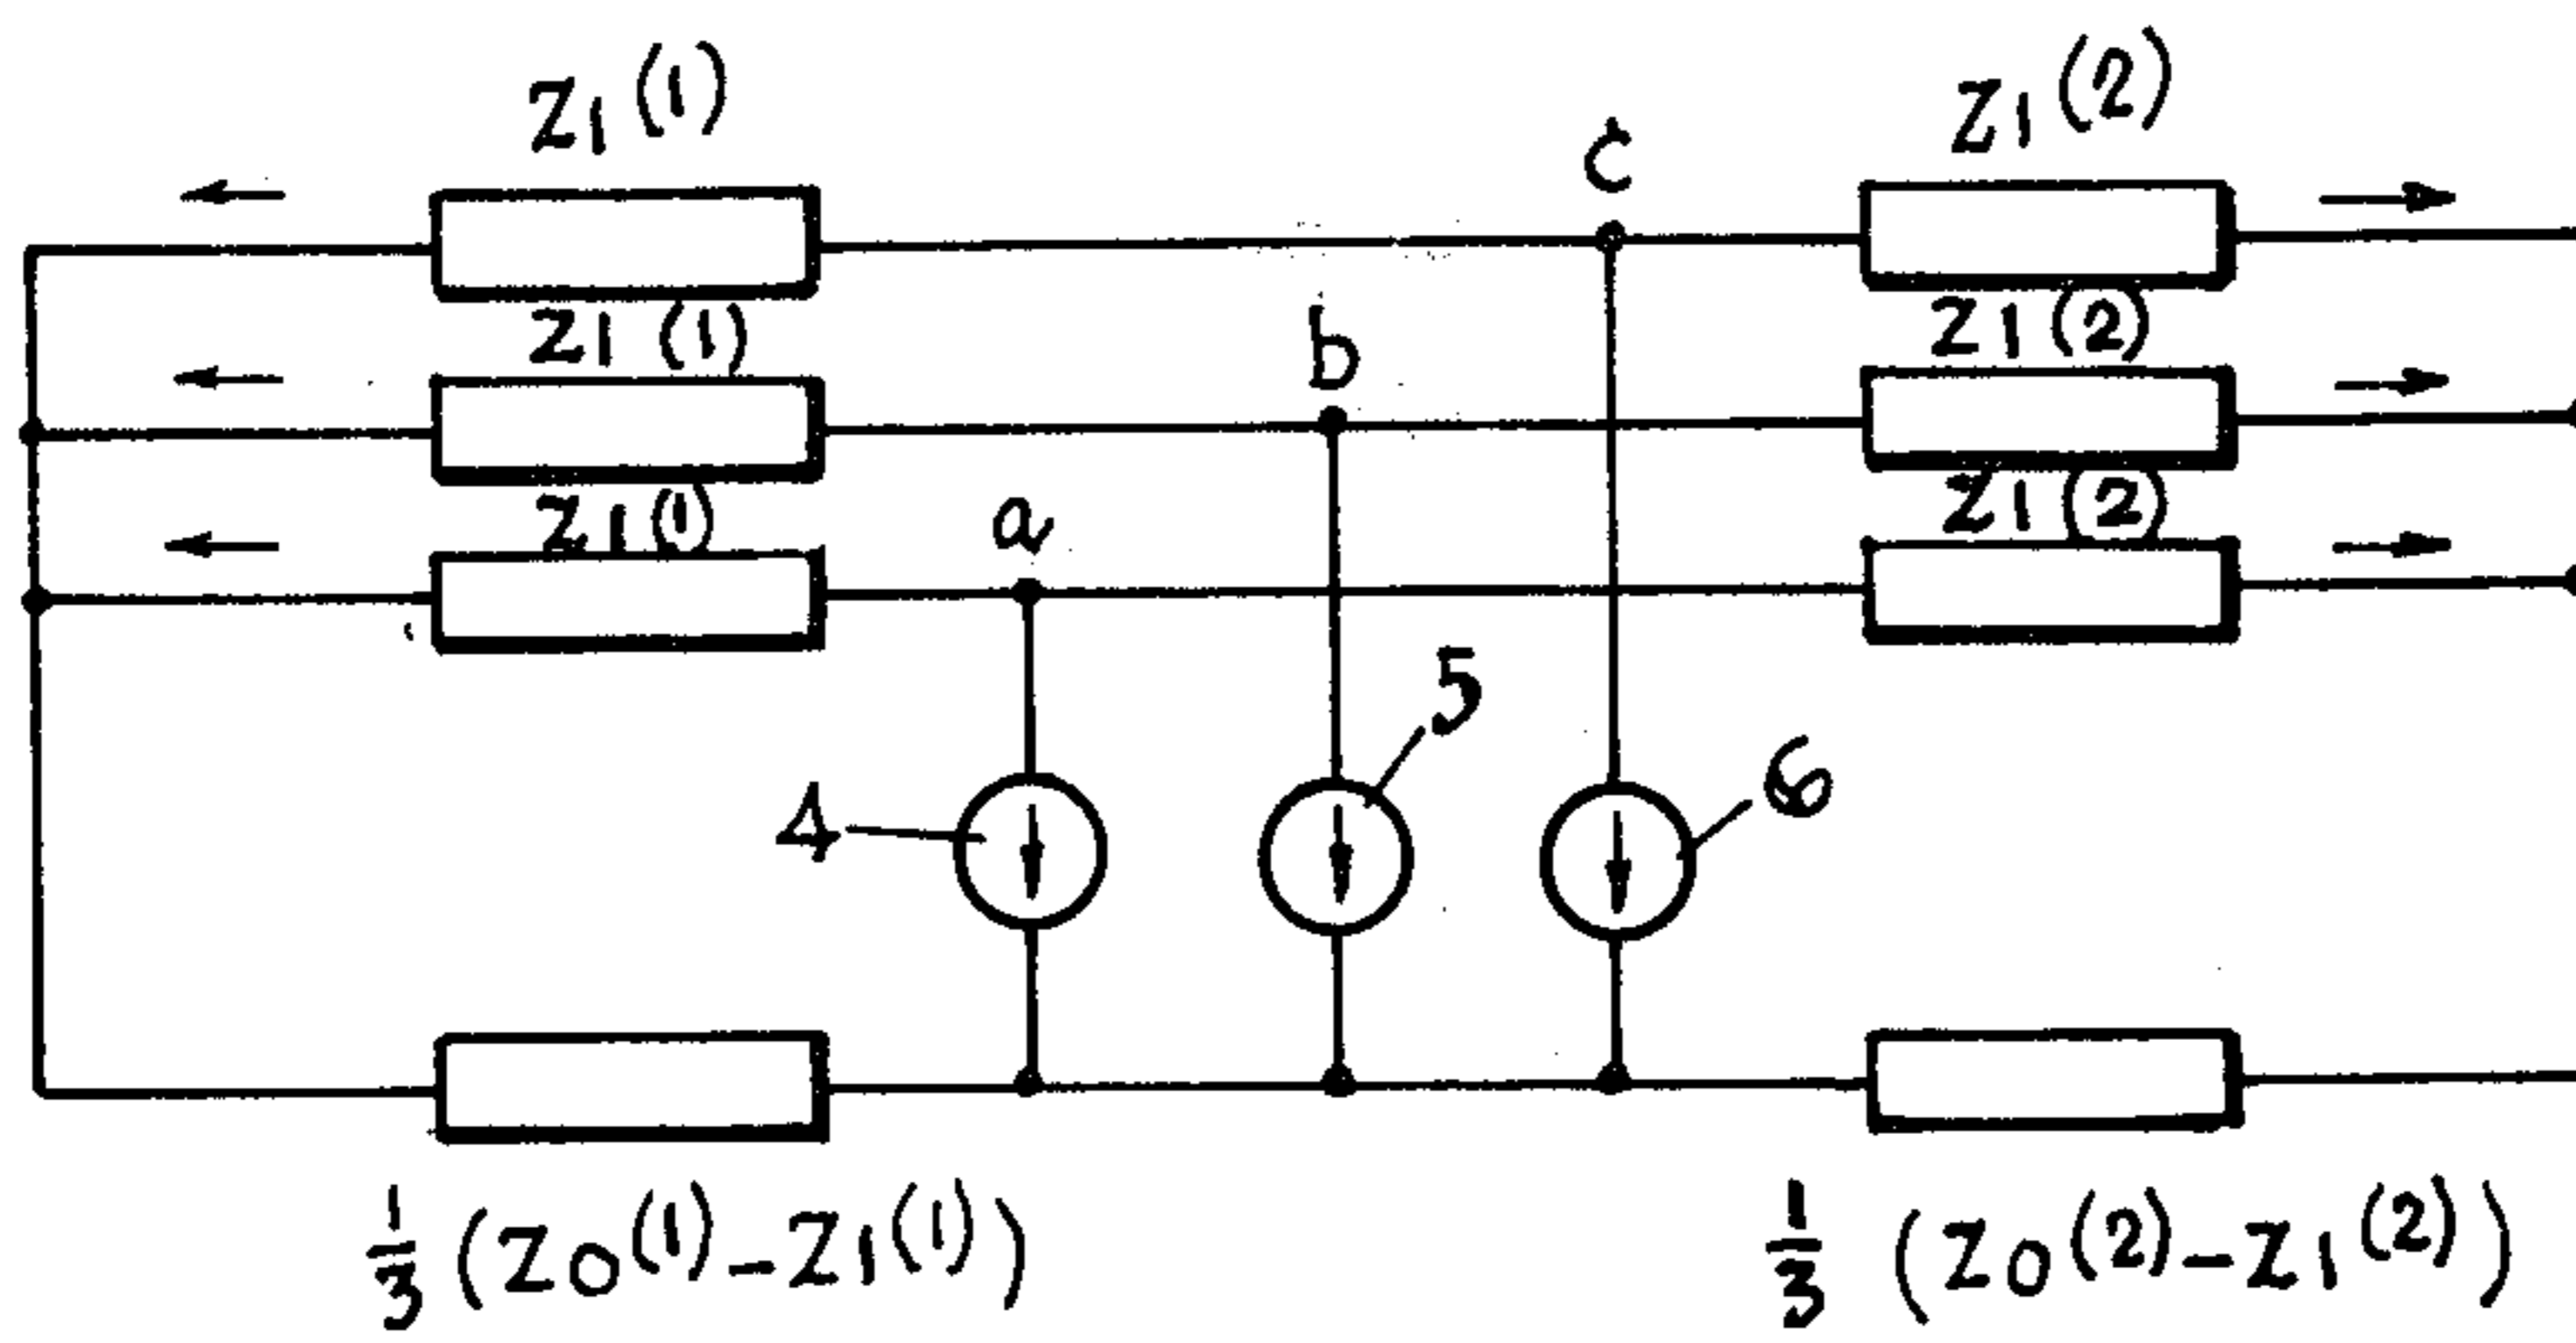 Z1(1) Z1(2)
c
Z1(1) b Z1(2)
Z1(1) a Z1(2)
5
4 6
1/3 (Z0(1)-Z1(1)) 1/3 (Z0(2)-Z1(2))